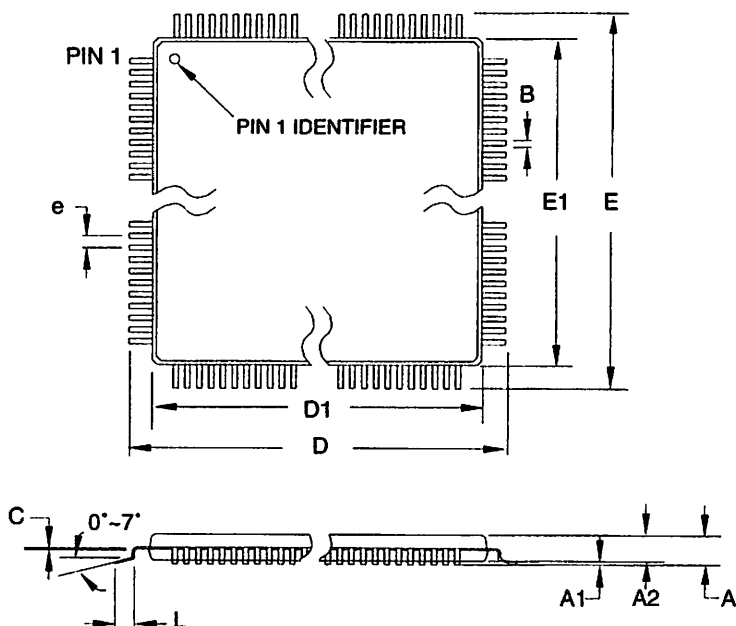 PIN 1
PIN 1 IDENTIFIER
B
e
E1
E
D1
D
C
0°~7°
L
A1
A2
A